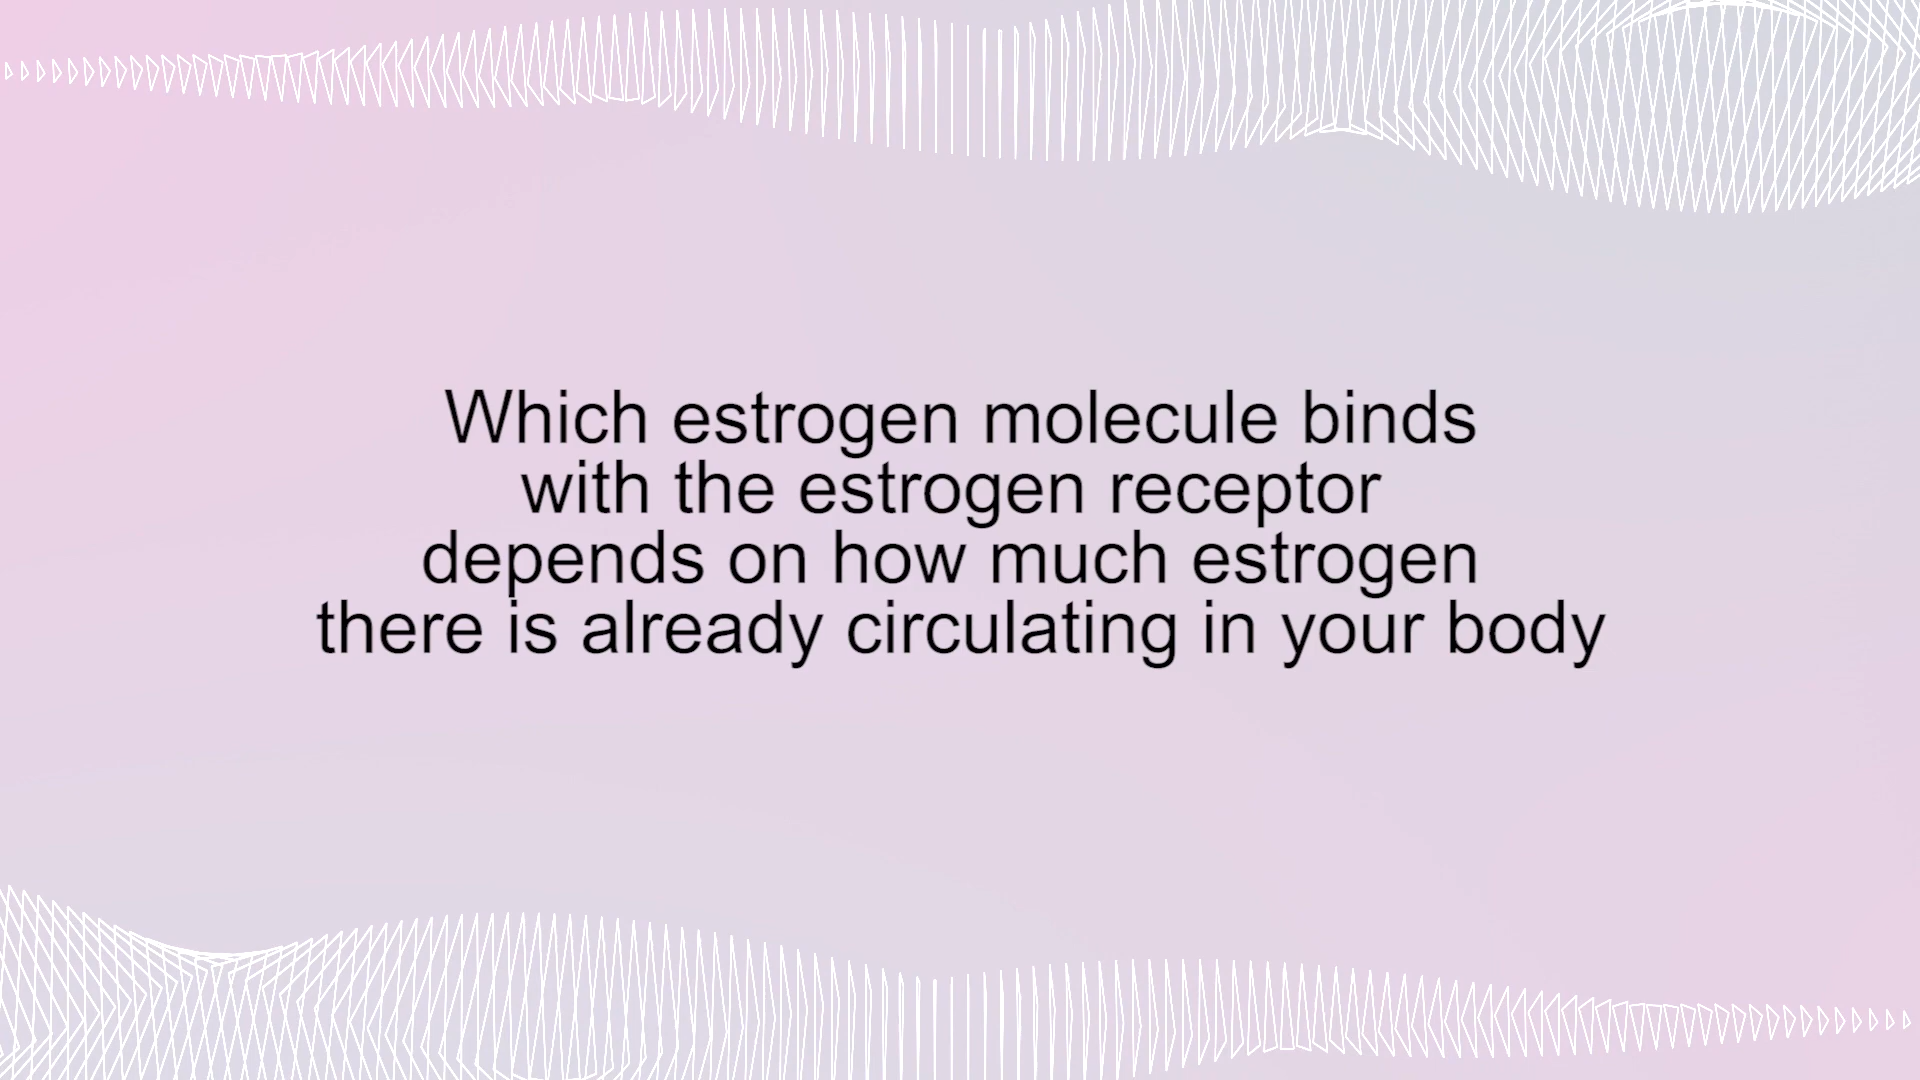 Which estrogen molecule binds
with the estrogen receptor
depends on how much estrogen
there is already circulating in your body